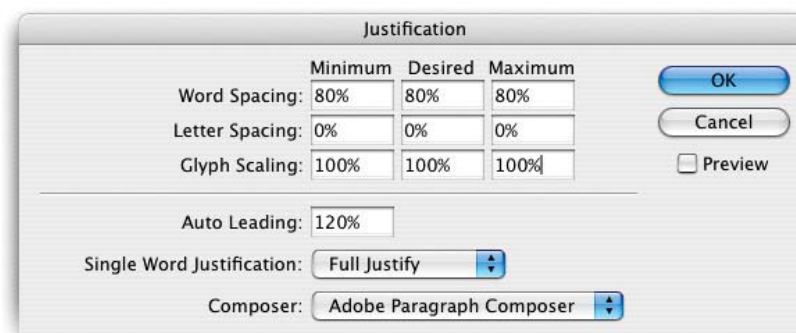 Justification
Minimum Desired Maximum
Word Spacing: 80% 80% 80%
OK
Letter Spacing: 0% 0% 0%
Cancel
Glyph Scaling: 100% 100% 100%
Preview
Auto Leading: 120%
Single Word Justification: Full Justify
Composer: Adobe Paragraph Composer